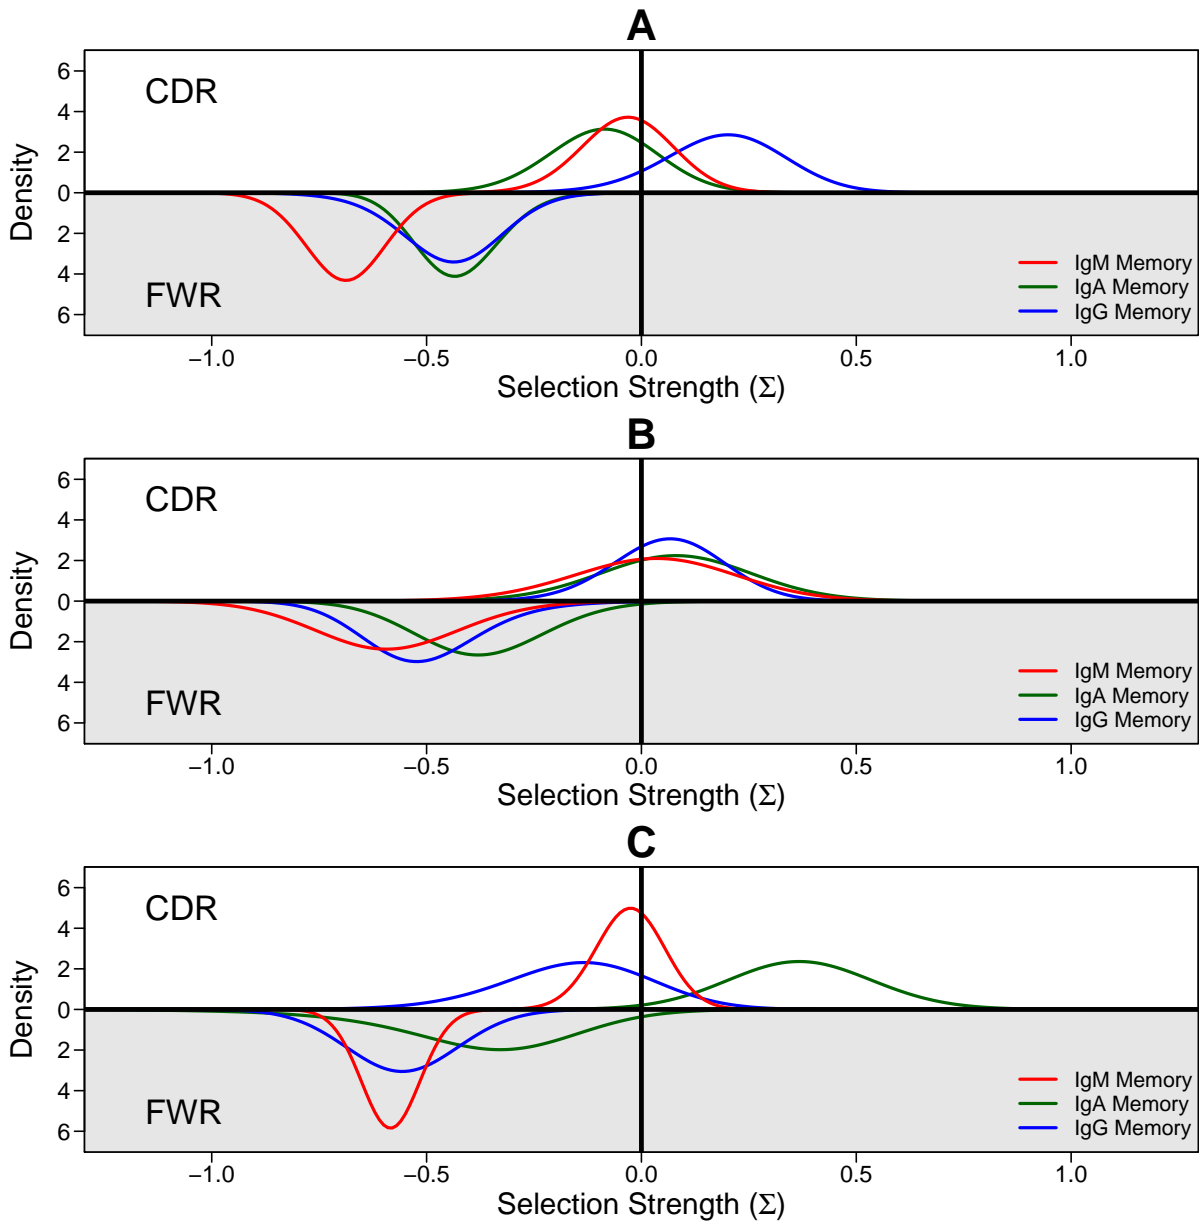 A
6
4
2
0
2
4
6
Density
CDR
FWR
IgM Memory
IgA Memory
IgG Memory
−1.0 −0.5 0.0 0.5 1.0
Selection Strength (Σ)
B
6
4
2
0
2
4
6
Density
CDR
FWR
IgM Memory
IgA Memory
IgG Memory
−1.0 −0.5 0.0 0.5 1.0
Selection Strength (Σ)
C
6
4
2
0
2
4
6
Density
CDR
FWR
IgM Memory
IgA Memory
IgG Memory
−1.0 −0.5 0.0 0.5 1.0
Selection Strength (Σ)